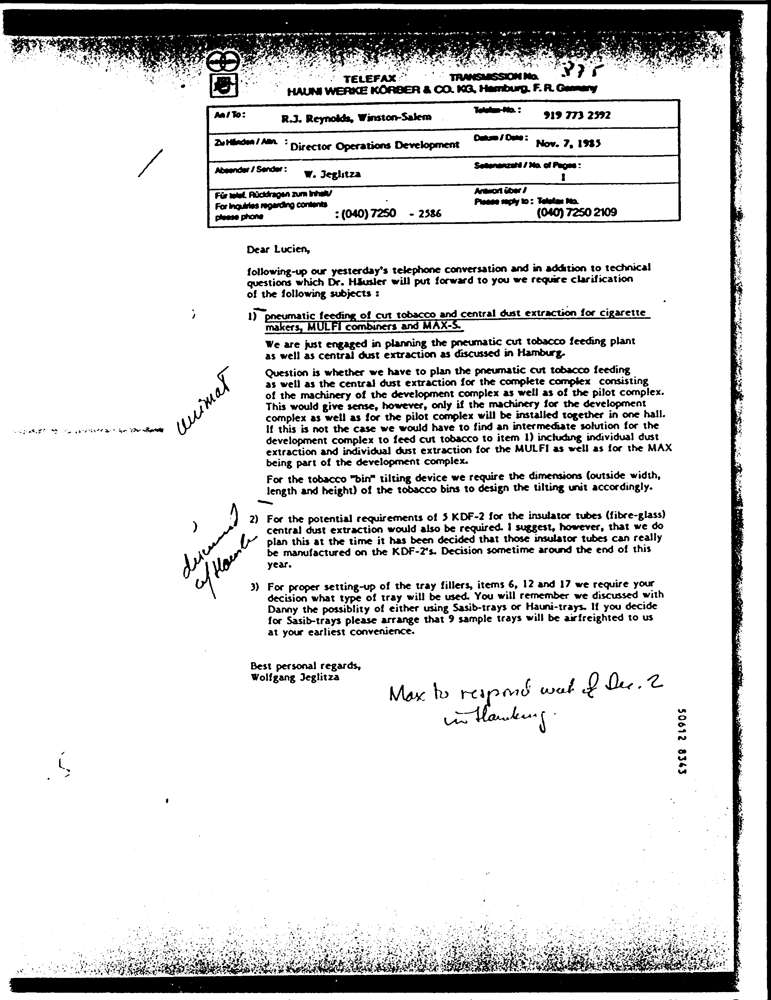 TELEFAX TRANSMISSION No. 375
HAUNI WERKE KÖRBER & CO. KG, Hamburg, F. R. Germany
An / To : R.J. Reynolds, Winston-Salem Telefax-No. : 919 773 2592
Zu Händen / Attn. : Director Operations Development Datum / Date : Nov. 7, 1985
Absender / Sender : W. Jeglitza Seitenanzahl / No. of Pages : 1
Für telef. Rückfragen zum Inhalt/ Antwort über /
For inquiries regarding contents Please reply to : Telefax No.
please phone : (040) 7250 - 2586 (040) 7250 2109
Dear Lucien,
following-up our yesterday's telephone conversation and in addition to technical
questions which Dr. Häusler will put forward to you we require clarification
of the following subjects :
1) pneumatic feeding of cut tobacco and central dust extraction for cigarette
makers, MULFI combiners and MAX-S.
We are just engaged in planning the pneumatic cut tobacco feeding plant
as well as central dust extraction as discussed in Hamburg.
Question is whether we have to plan the pneumatic cut tobacco feeding
as well as the central dust extraction for the complete complex consisting
of the machinery of the development complex as well as of the pilot complex.
This would give sense, however, only if the machinery for the development
complex as well as for the pilot complex will be installed together in one hall.
If this is not the case we would have to find an intermediate solution for the
development complex to feed cut tobacco to item 1) including individual dust
extraction and individual dust extraction for the MULFI as well as for the MAX
being part of the development complex.
For the tobacco "bin" tilting device we require the dimensions (outside width,
length and height) of the tobacco bins to design the tilting unit accordingly.
2) For the potential requirements of 5 KDF-2 for the insulator tubes (fibre-glass)
central dust extraction would also be required. I suggest, however, that we do
plan this at the time it has been decided that those insulator tubes can really
be manufactured on the KDF-2's. Decision sometime around the end of this
year.
3) For proper setting-up of the tray fillers, items 6, 12 and 17 we require your
decision what type of tray will be used. You will remember we discussed with
Danny the possiblity of either using Sasib-trays or Hauni-trays. If you decide
for Sasib-trays please arrange that 9 sample trays will be airfreighted to us
at your earliest convenience.
Best personal regards,
Wolfgang Jeglitza
Max to respond week of Dec. 2
in Hamburg.
50612 8343